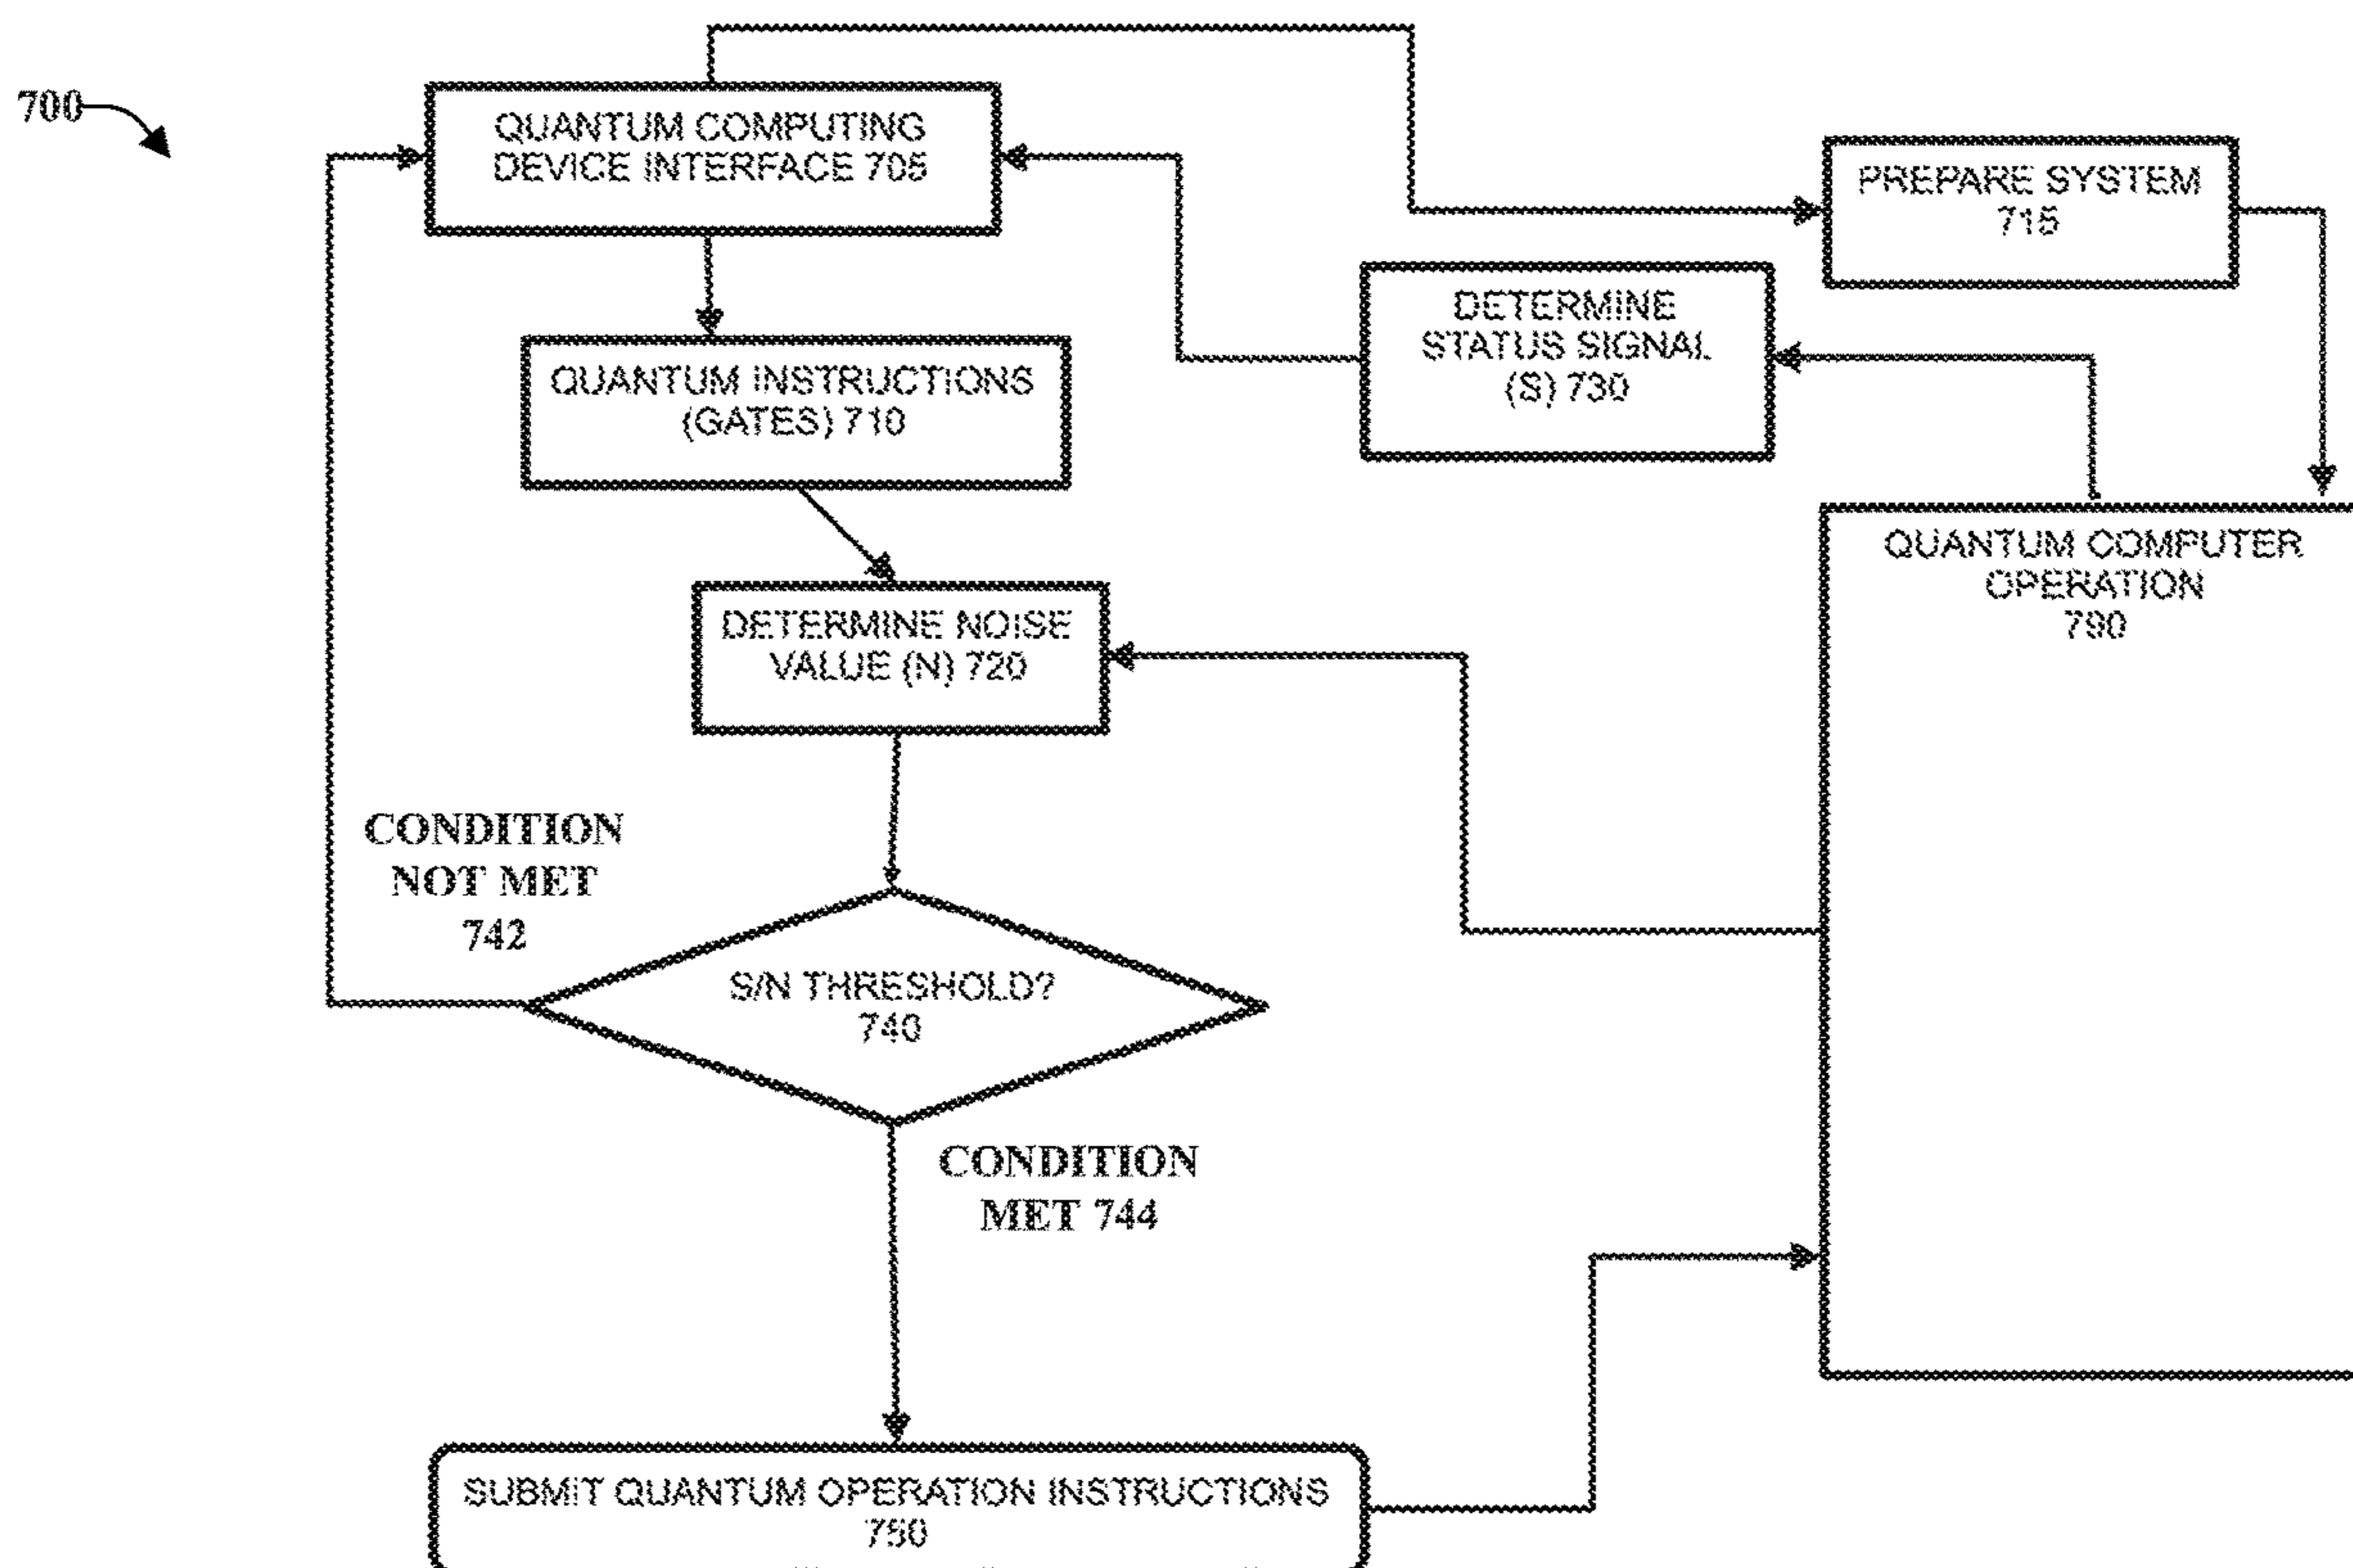 700
QUANTUM COMPUTING
DEVICE INTERFACE 705
PREPARE SYSTEM
715
DETERMINE
STATUS SIGNAL
(S) 730
QUANTUM INSTRUCTIONS
(GATES) 710
QUANTUM COMPUTER
OPERATION
790
DETERMINE NOISE
VALUE (N) 720
CONDITION
NOT MET
742
S/N THRESHOLD?
740
CONDITION
MET 744
SUBMIT QUANTUM OPERATION INSTRUCTIONS
750